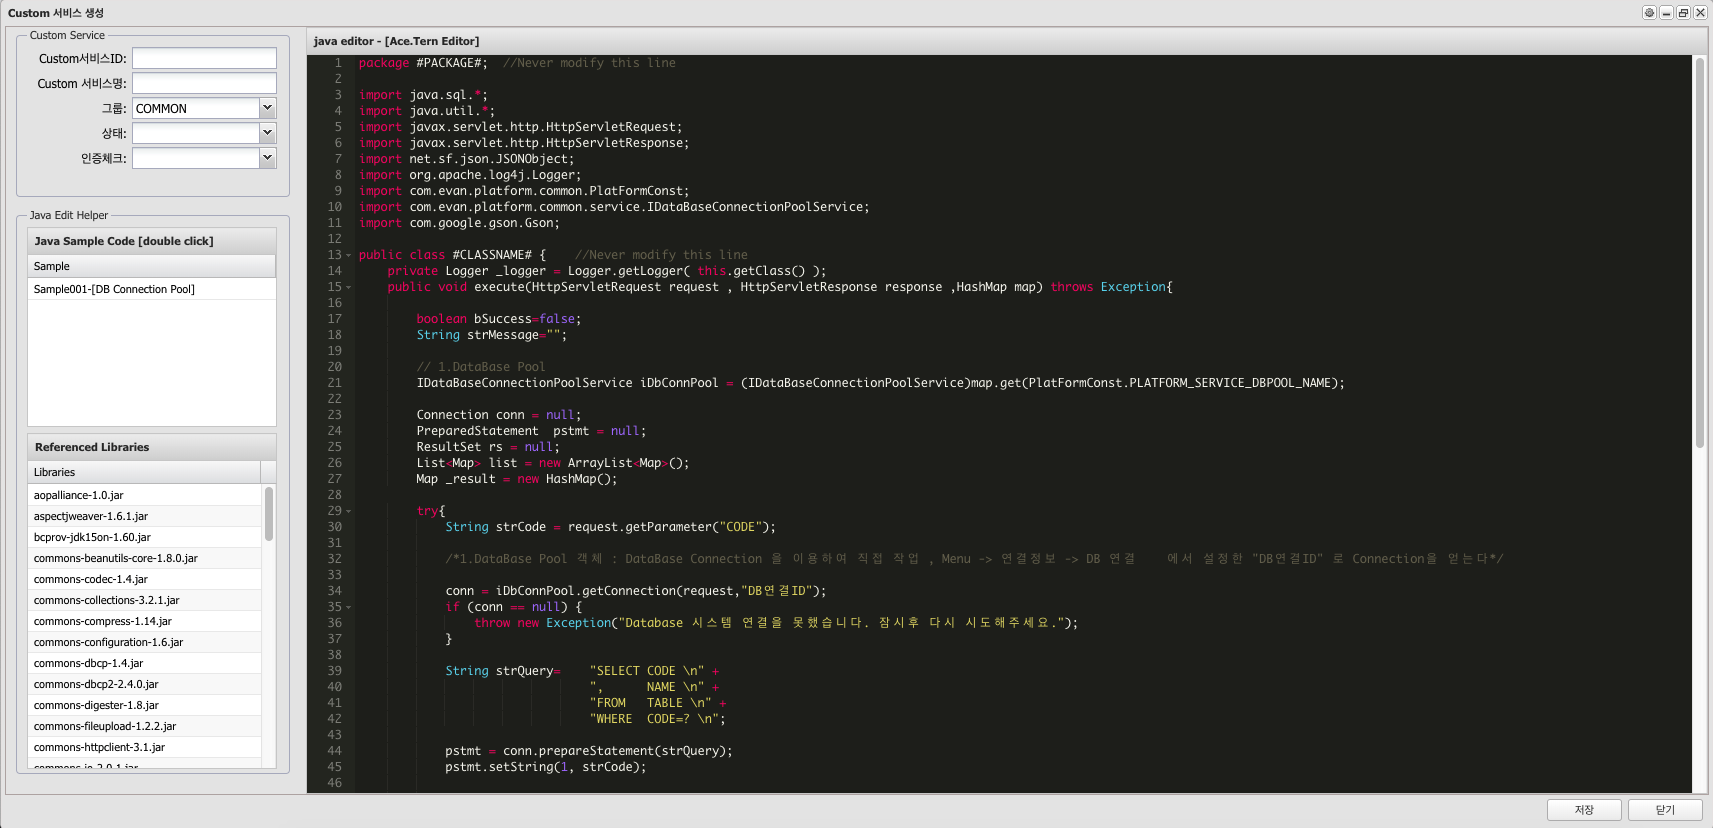 Custom 서비스 생성
Custom Service
Custom서비스ID:
Custom 서비스명:
그룹: COMMON
상태:
인증체크:
Java Edit Helper
Java Sample Code [double click]
Sample
Sample001-[DB Connection Pool]
Referenced Libraries
Libraries
aopalliance-1.0.jar
aspectjweaver-1.6.1.jar
bcprov-jdk15on-1.60.jar
commons-beanutils-core-1.8.0.jar
commons-codec-1.4.jar
commons-collections-3.2.1.jar
commons-compress-1.14.jar
commons-configuration-1.6.jar
commons-dbcp-1.4.jar
commons-dbcp2-2.4.0.jar
commons-digester-1.8.jar
commons-fileupload-1.2.2.jar
commons-httpclient-3.1.jar
commons-io-2.0.1.jar
java editor - [Ace.Tern Editor]
1 package #PACKAGE#;  //Never modify this line
2
3 import java.sql.*;
4 import java.util.*;
5 import javax.servlet.http.HttpServletRequest;
6 import javax.servlet.http.HttpServletResponse;
7 import net.sf.json.JSONObject;
8 import org.apache.log4j.Logger;
9 import com.evan.platform.common.PlatFormConst;
10 import com.evan.platform.common.service.IDataBaseConnectionPoolService;
11 import com.google.gson.Gson;
12
13 public class #CLASSNAME# {    //Never modify this line
14     private Logger _logger = Logger.getLogger( this.getClass() );
15     public void execute(HttpServletRequest request , HttpServletResponse response ,HashMap map) throws Exception{
16
17         boolean bSuccess=false;
18         String strMessage="";
19
20         // 1.DataBase Pool
21         IDataBaseConnectionPoolService iDbConnPool = (IDataBaseConnectionPoolService)map.get(PlatFormConst.PLATFORM_SERVICE_DBPOOL_NAME);
22
23         Connection conn = null;
24         PreparedStatement  pstmt = null;
25         ResultSet rs = null;
26         List<Map> list = new ArrayList<Map>();
27         Map _result = new HashMap();
28
29         try{
30             String strCode = request.getParameter("CODE");
31
32             /*1.DataBase Pool 객체 : DataBase Connection 을 이용하여 직접 작업 , Menu -> 연결정보 -> DB 연결    에서 설정한 "DB연결ID" 로 Connection을 얻는다*/
33
34             conn = iDbConnPool.getConnection(request,"DB연결ID");
35             if (conn == null) {
36                 throw new Exception("Database 시스템 연결을 못했습니다. 잠시후 다시 시도해주세요.");
37             }
38
39             String strQuery=    "SELECT CODE \n" +
40                                 ",      NAME \n" +
41                                 "FROM   TABLE \n" +
42                                 "WHERE  CODE=? \n";
43
44             pstmt = conn.prepareStatement(strQuery);
45             pstmt.setString(1, strCode);
46
저장
닫기